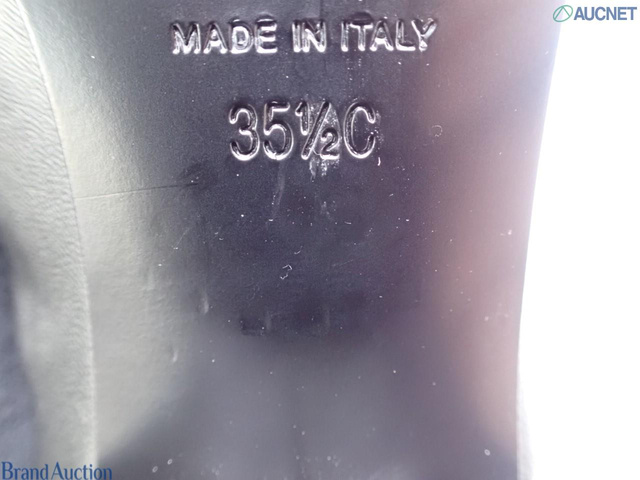 AUCNET
MADE IN ITALY
35½C
Brand Auction